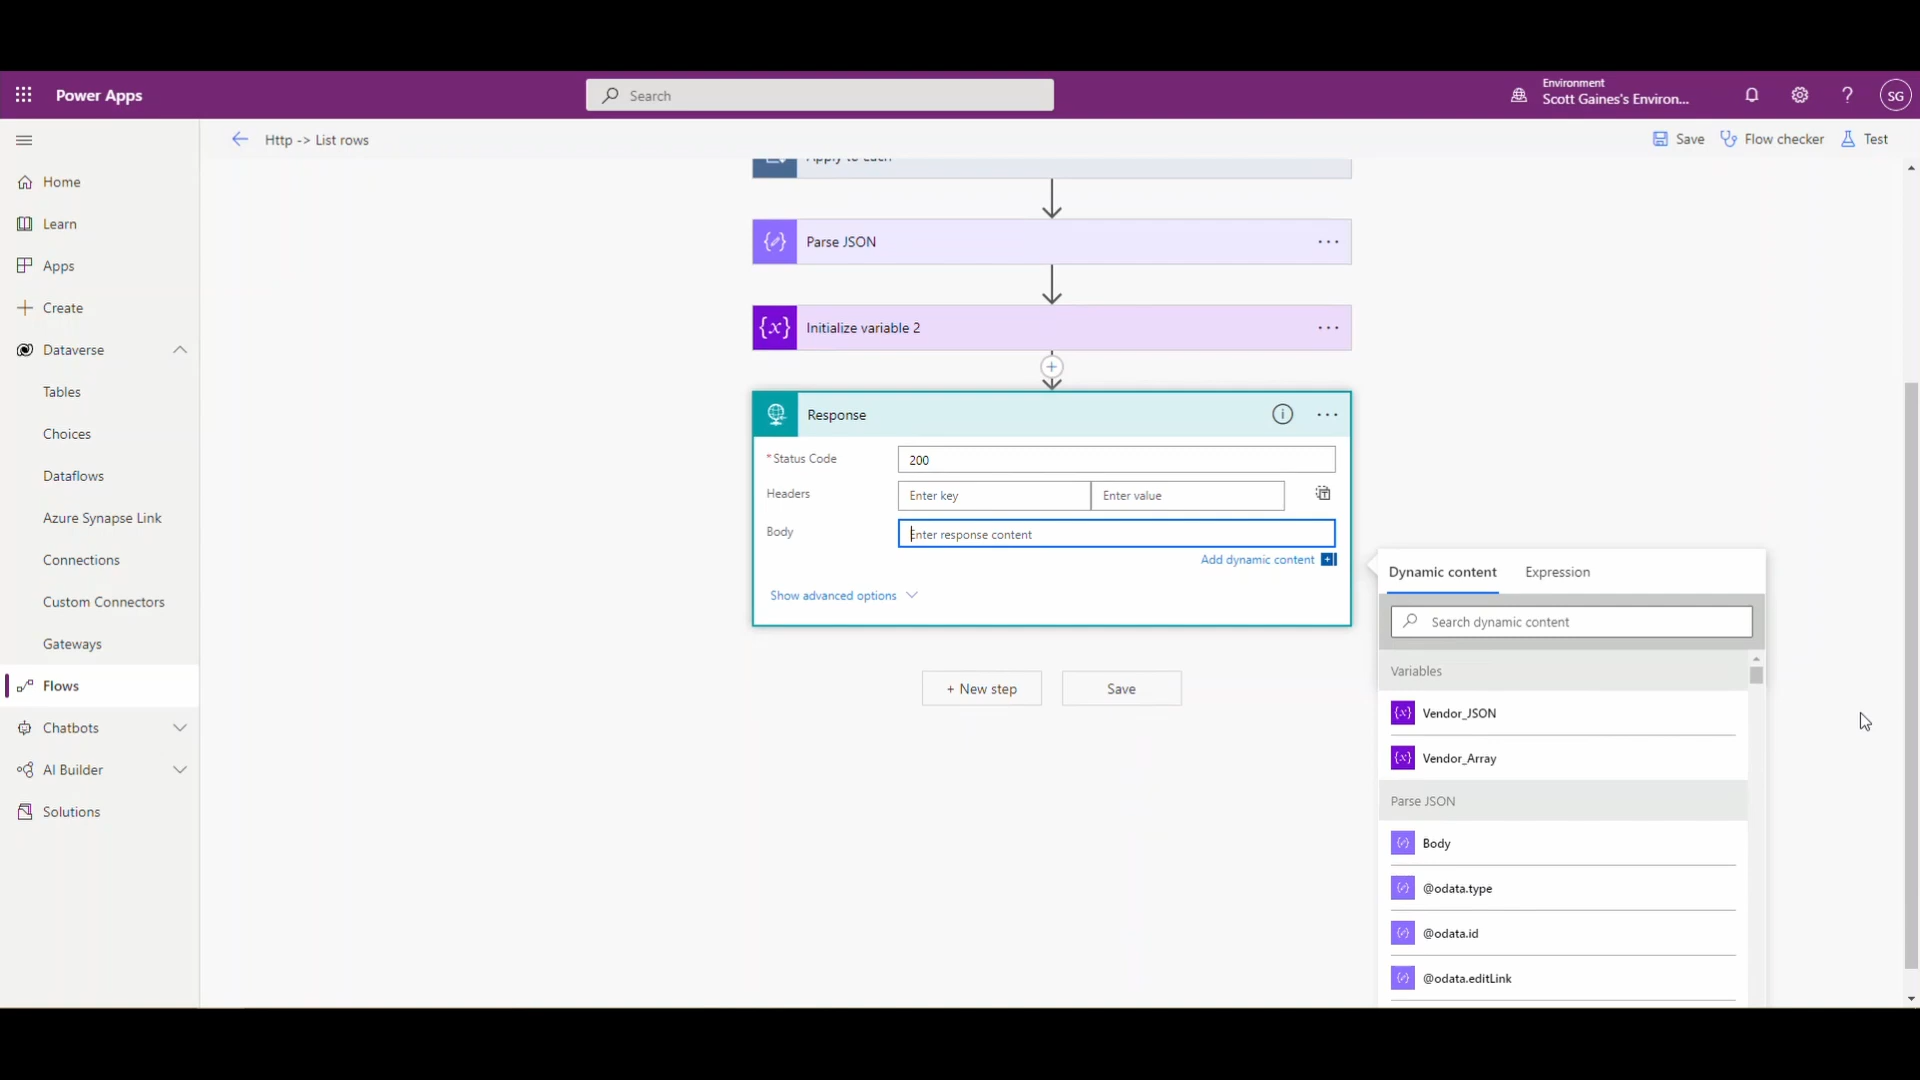 Power Apps
Search
Environment
Scott Gaines's Environ...
SG
Http -> List rows
Save
Flow checker
Test
Home
Learn
Apps
Create
Dataverse
Tables
Choices
Dataflows
Azure Synapse Link
Connections
Custom Connectors
Gateways
Flows
Chatbots
AI Builder
Solutions
Apply to each
Parse JSON
Initialize variable 2
Response
* Status Code
200
Headers
Enter key
Enter value
Body
Enter response content
Add dynamic content
Show advanced options
+ New step
Save
Dynamic content
Expression
Search dynamic content
Variables
Vendor_JSON
Vendor_Array
Parse JSON
Body
@odata.type
@odata.id
@odata.editLink